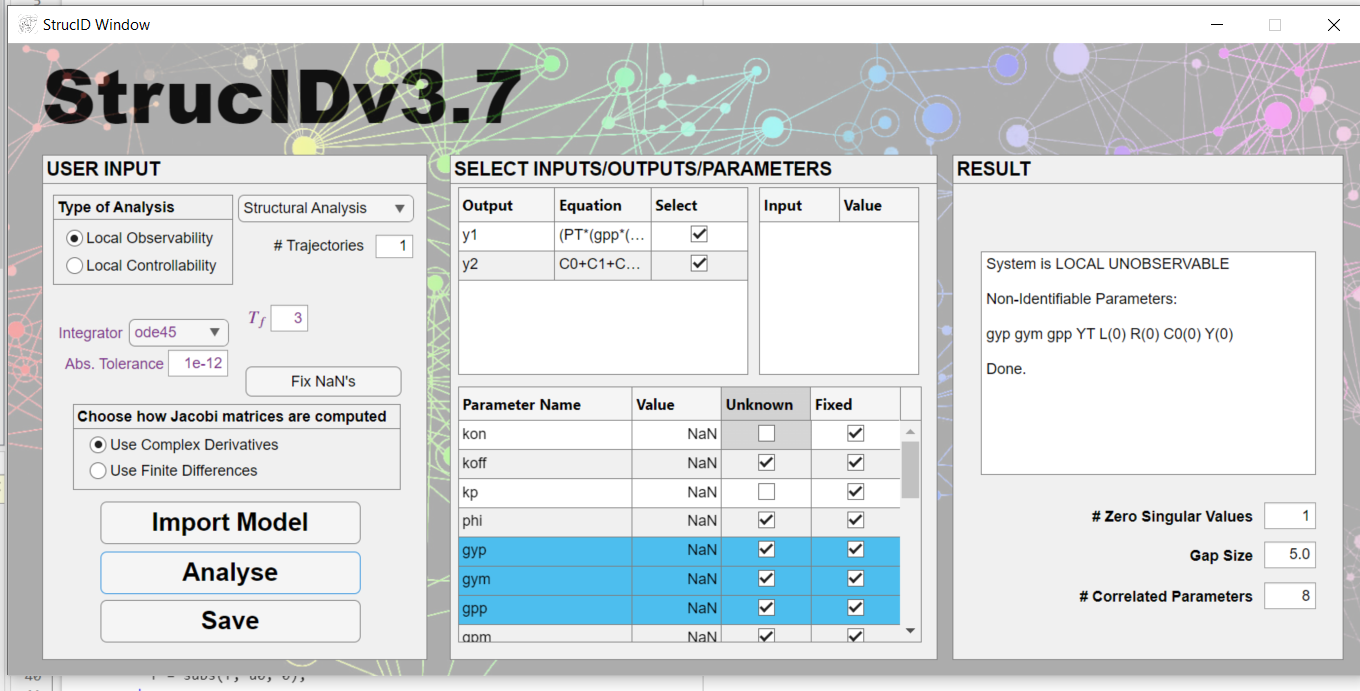 StrucID Window
StrucIDv3.7
USER INPUT
Type of Analysis
Structural Analysis
Local Observability
Local Controllability
# Trajectories 1
Integrator ode45
Tf 3
Abs. Tolerance 1e-12
Fix NaN's
Choose how Jacobi matrices are computed
Use Complex Derivatives
Use Finite Differences
Import Model
Analyse
Save
SELECT INPUTS/OUTPUTS/PARAMETERS
Output Equation Select
y1 (PT*(gpp*(...
y2 C0+C1+C...
Input Value
Parameter Name Value Unknown Fixed
kon NaN
koff NaN
kp NaN
phi NaN
gyp NaN
gym NaN
gpp NaN
gpm NaN
RESULT
System is LOCAL UNOBSERVABLE
Non-Identifiable Parameters:
gyp gym gpp YT L(0) R(0) C0(0) Y(0)
Done.
# Zero Singular Values 1
Gap Size 5.0
# Correlated Parameters 8